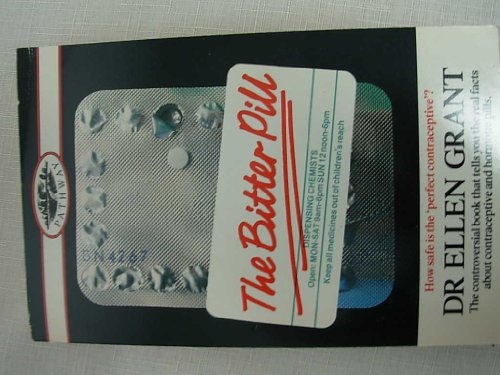 PATHWAY
BN4267
The Bitter Pill
DISPENSING CHEMISTS
Open: MON-SAT 9am-6pm SUN 12 noon-6pm
Keep all medicines out of children's reach
How safe is the 'perfect contraceptive'?
DR ELLEN GRANT
The controversial book that tells you the real facts
about contraceptive and hormone pills.